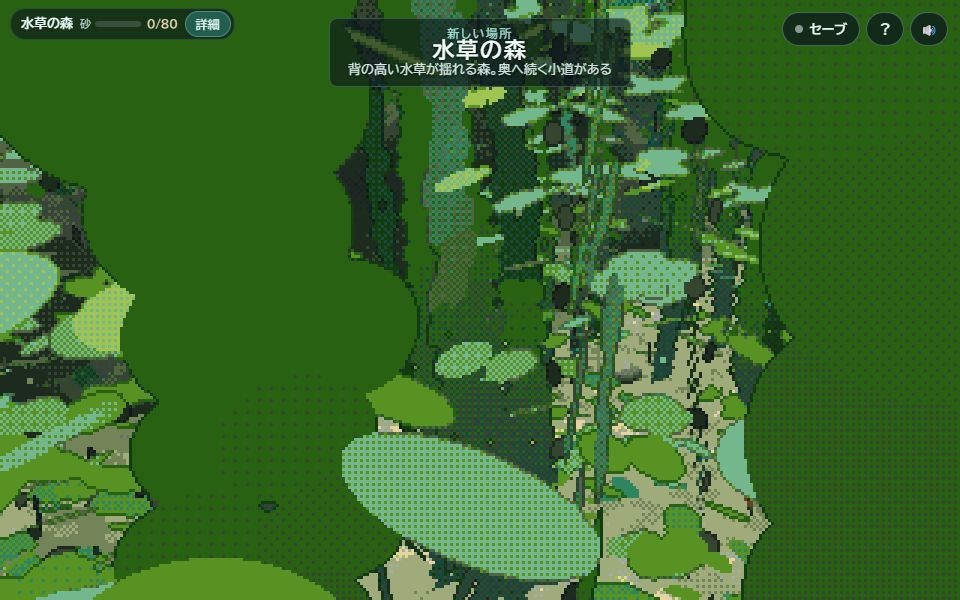 水草の森 砂 0/80 詳細
新しい場所
水草の森
背の高い水草が揺れる森。奥へ続く小道がある
セーブ ?